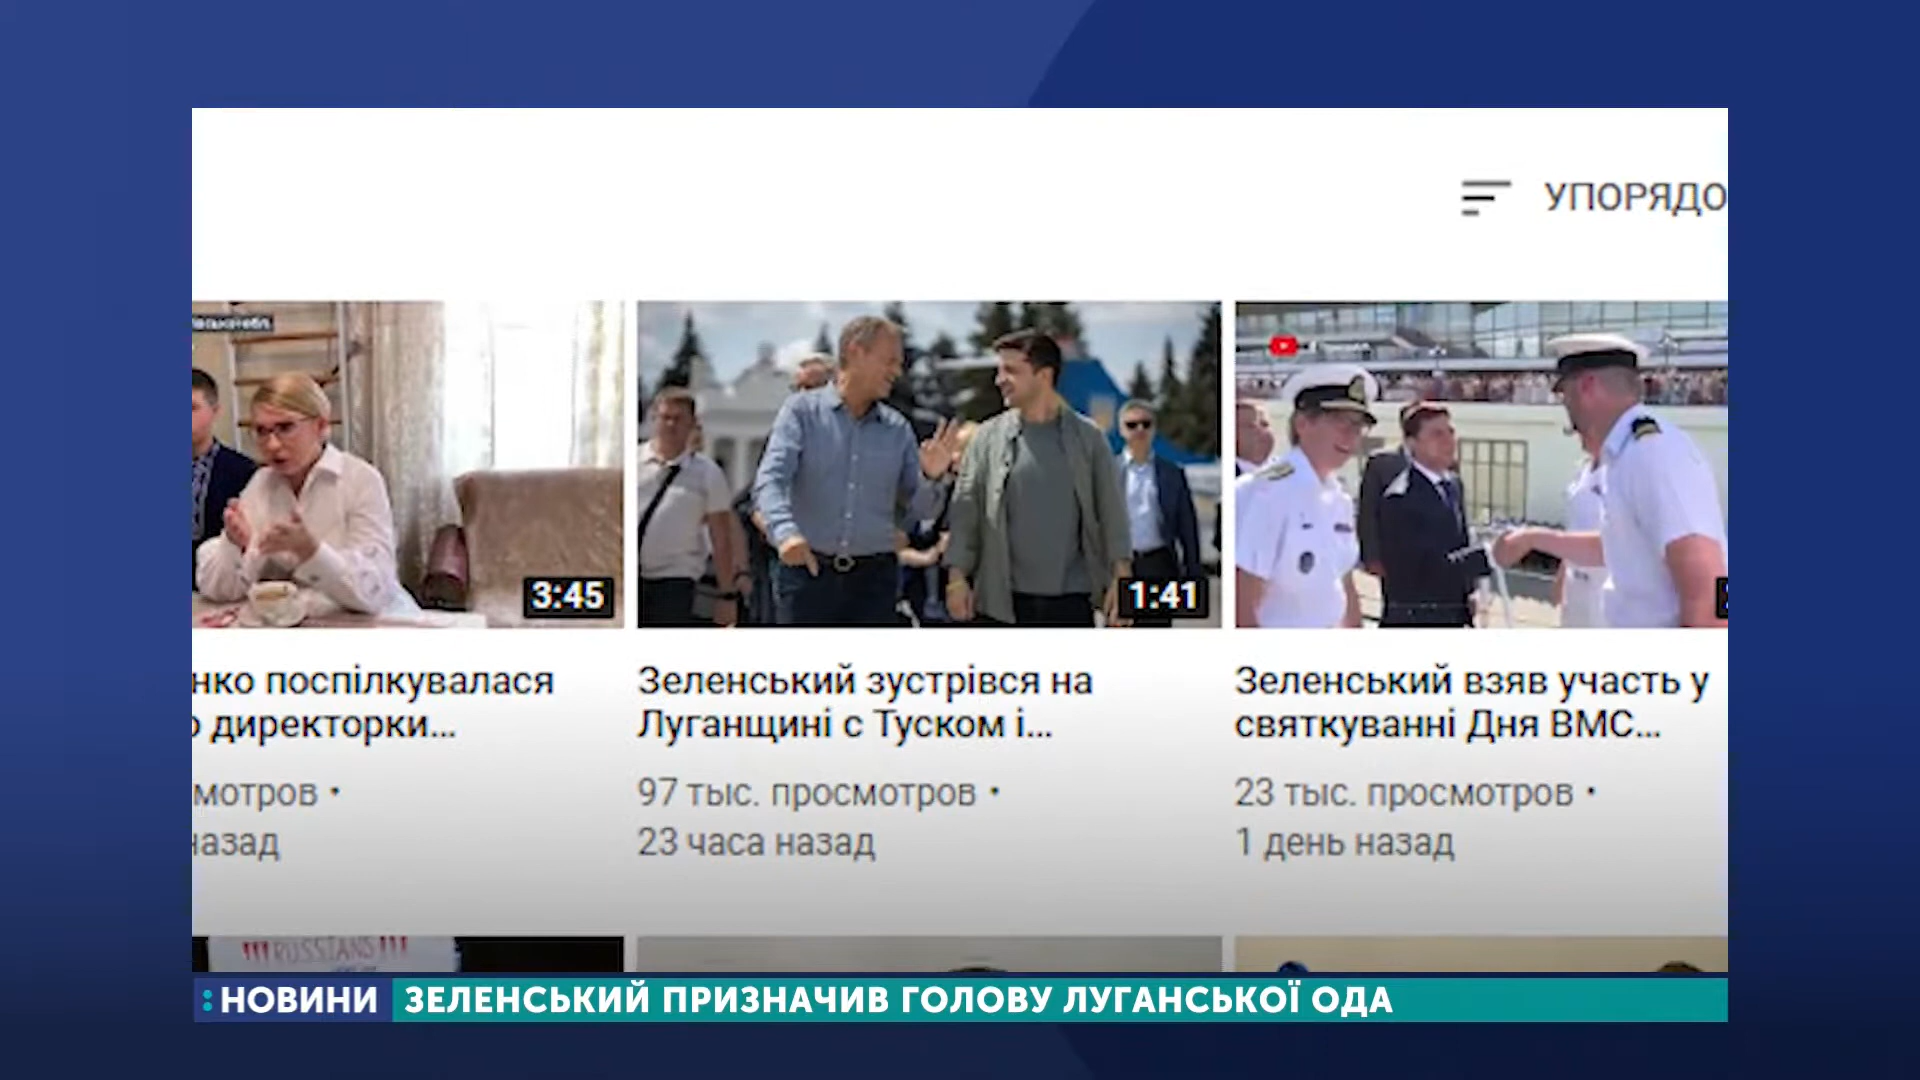 УПОРЯДО
3:45
1:41
нко поспілкувалася
о директорки...
мотров •
назад
Зеленський зустрівся на
Луганщині с Туском і...
97 тыс. просмотров •
23 часа назад
Зеленський взяв участь у
святкуванні Дня ВМС...
23 тыс. просмотров •
1 день назад
!!! RUSSIANS !!!
:НОВИНИ
ЗЕЛЕНСЬКИЙ ПРИЗНАЧИВ ГОЛОВУ ЛУГАНСЬКОЇ ОДА